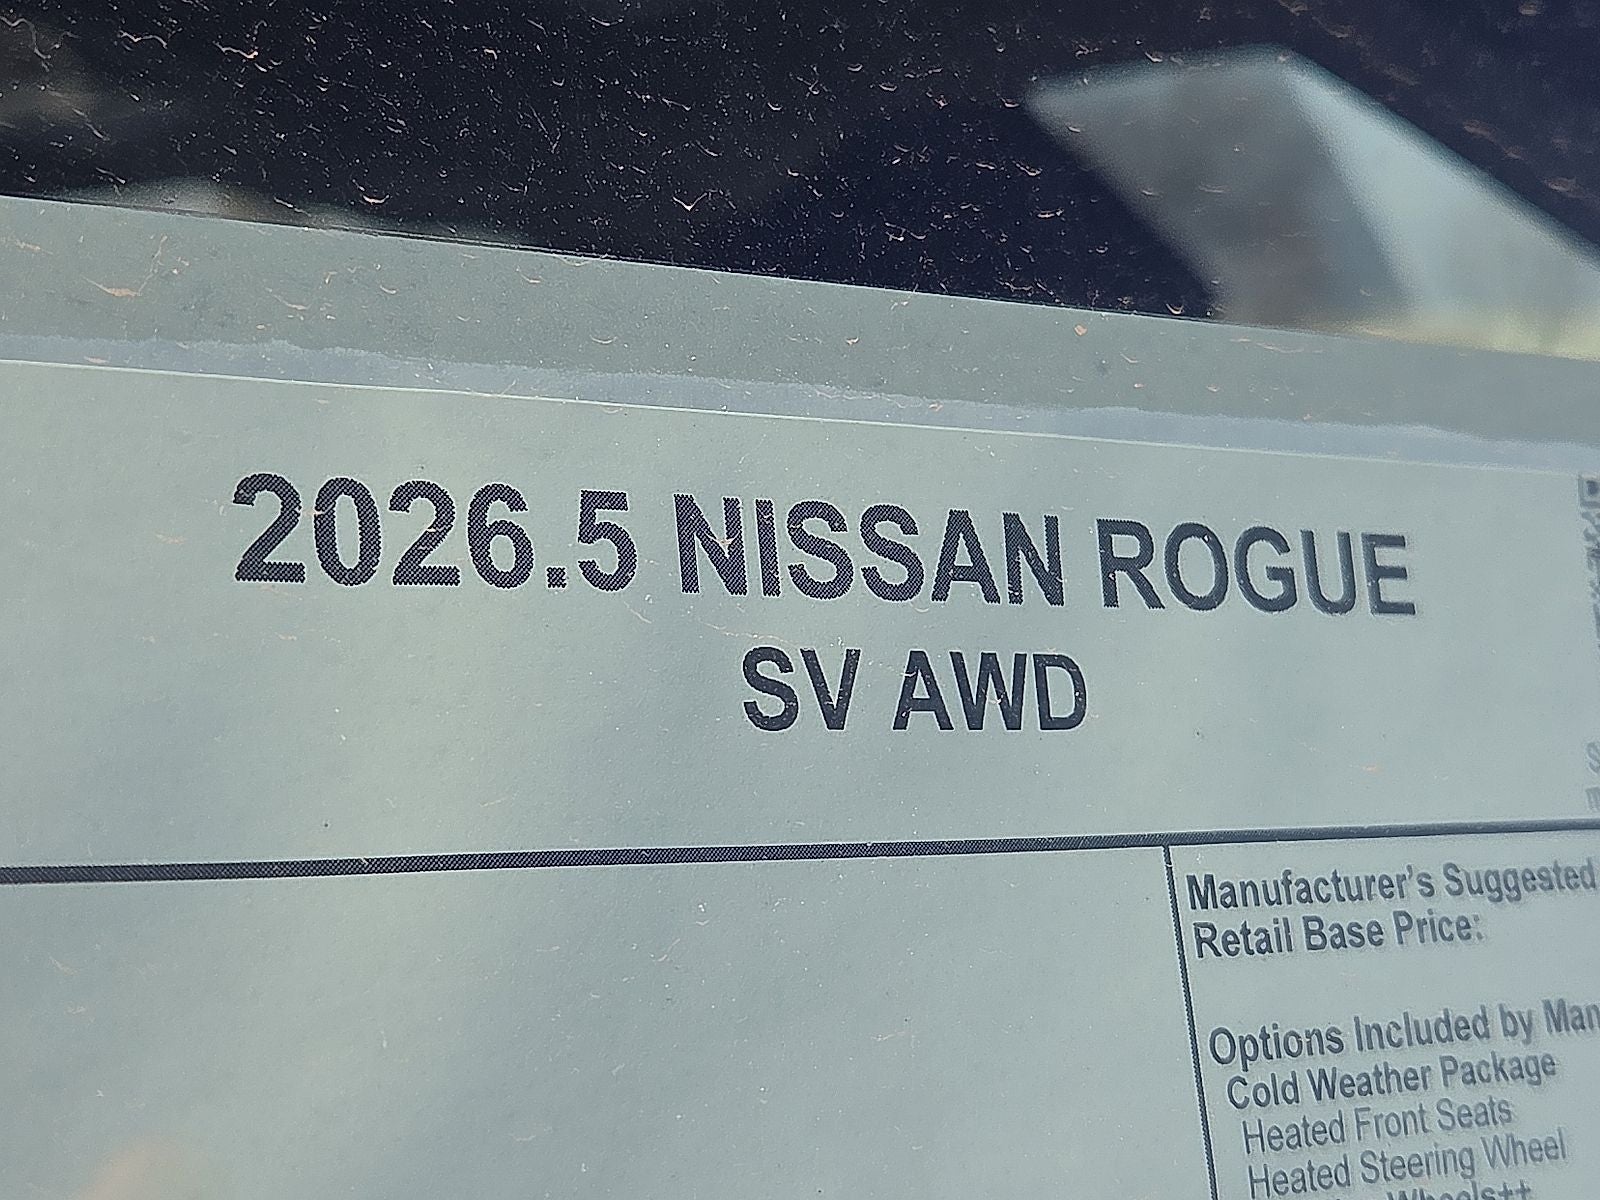 2026.5 NISSAN ROGUE
SV AWD
Manufacturer's Suggested
Retail Base Price:
Options Included by
Cold Weather Package
Heated Front Seats
Heated Steering Wheel